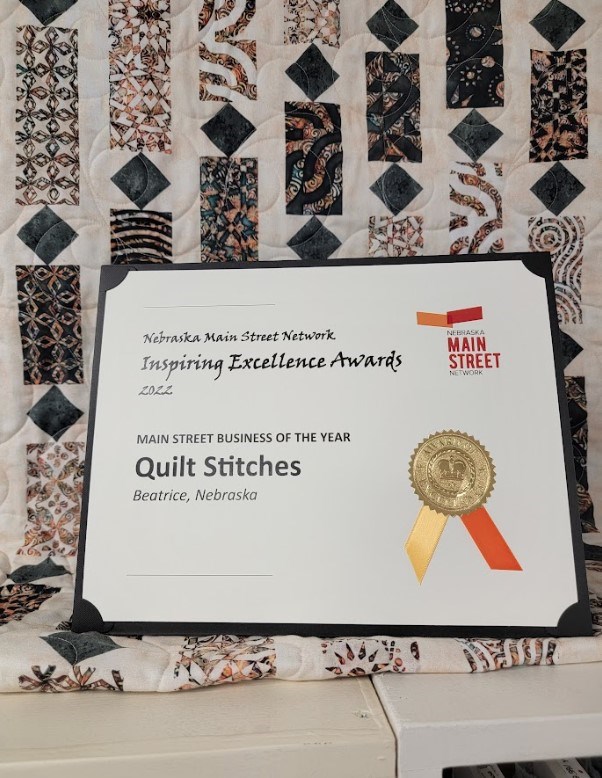 Nebraska Main Street Network
Inspiring Excellence Awards
2022
NEBRASKA
MAIN
STREET
NETWORK
MAIN STREET BUSINESS OF THE YEAR
Quilt Stitches
Beatrice, Nebraska